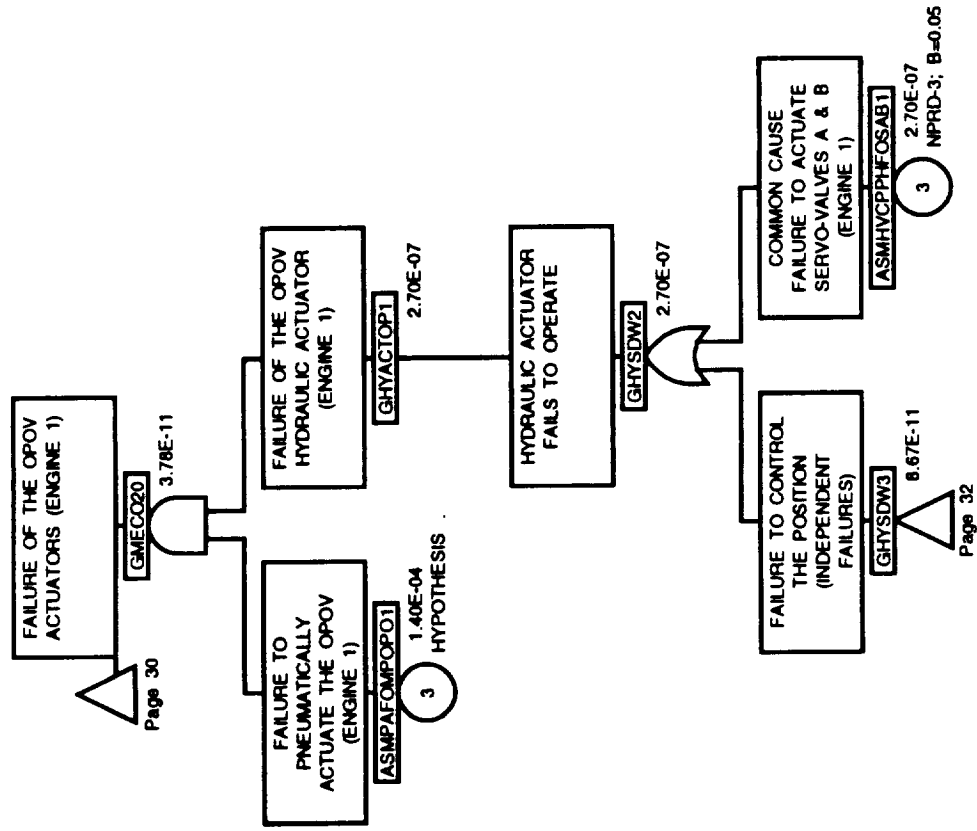 FAILURE OF THE OPOV
ACTUATORS (ENGINE 1)
GMECO20
3.78E-11
Page 30
FAILURE TO
PNEUMATICALLY
ACTUATE THE OPOV
(ENGINE 1)
ASMPAFOMPOPO1
1.40E-04
HYPOTHESIS
3
FAILURE OF THE OPOV
HYDRAULIC ACTUATOR
(ENGINE 1)
GHYACTOP1
2.70E-07
HYDRAULIC ACTUATOR
FAILS TO OPERATE
GHYSDW2
2.70E-07
FAILURE TO CONTROL
THE POSITION
(INDEPENDENT
FAILURES)
GHYSDW3
8.67E-11
Page 32
COMMON CAUSE
FAILURE TO ACTUATE
SERVO-VALVES A & B
(ENGINE 1)
ASMHVCPPHFOSAB1
2.70E-07
NPRD-3; B=0.05
3